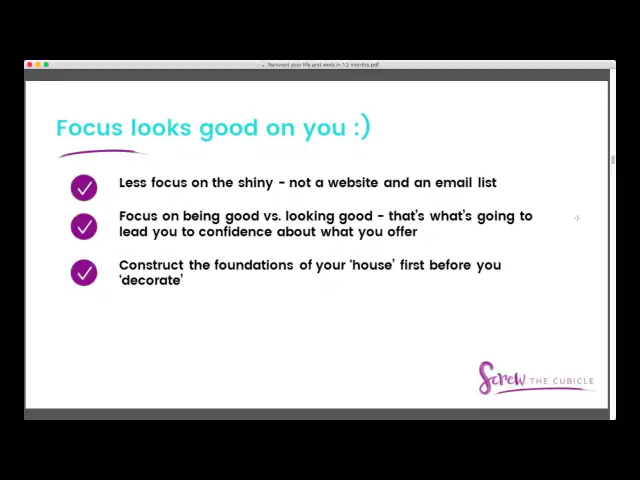 Reinvent your life and work in 12 months.pdf
Focus looks good on you :)
Less focus on the shiny - not a website and an email list
Focus on being good vs. looking good - that's what's going to
lead you to confidence about what you offer
Construct the foundations of your 'house' first before you
'decorate'
Screw THE CUBICLE